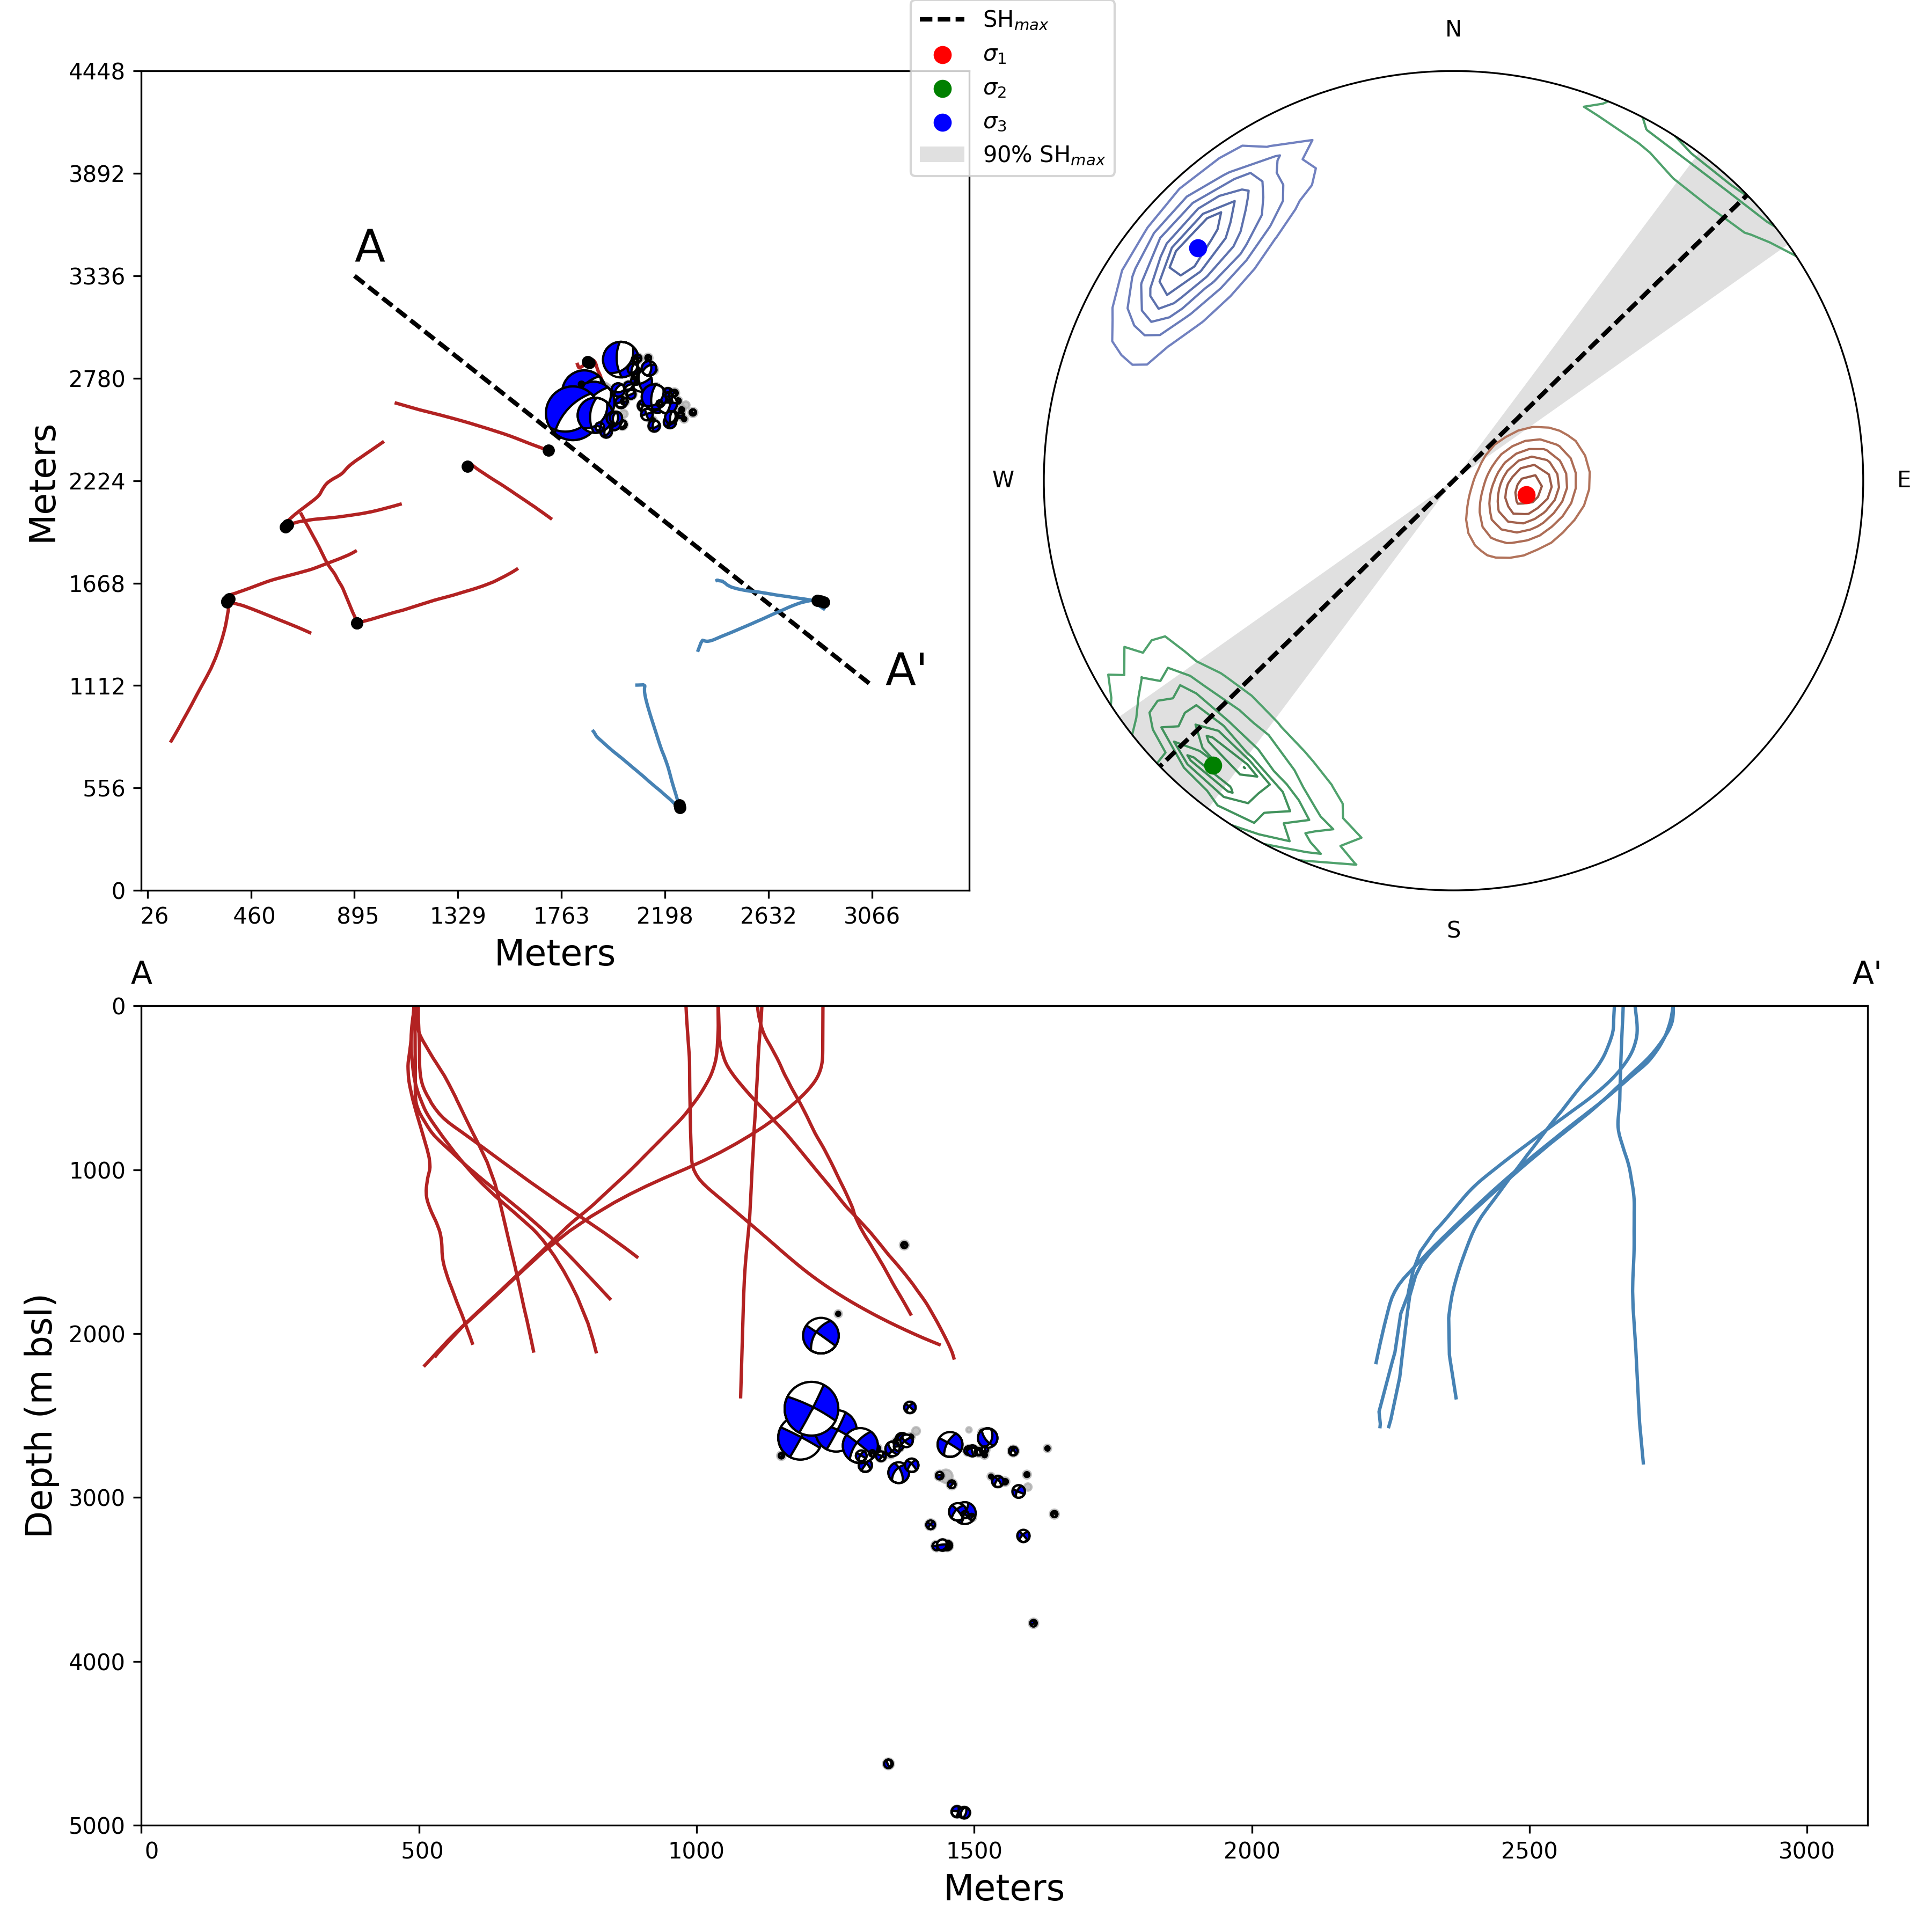 SHmax
σ1
σ2
σ3
90% SHmax
4448
3892
3336
2780
2224
1668
1112
556
0
Meters
A
A'
26
460
895
1329
1763
2198
2632
3066
Meters
N
W
E
S
A
A'
0
1000
2000
3000
4000
5000
Depth (m bsl)
0
500
1000
1500
2000
2500
3000
Meters